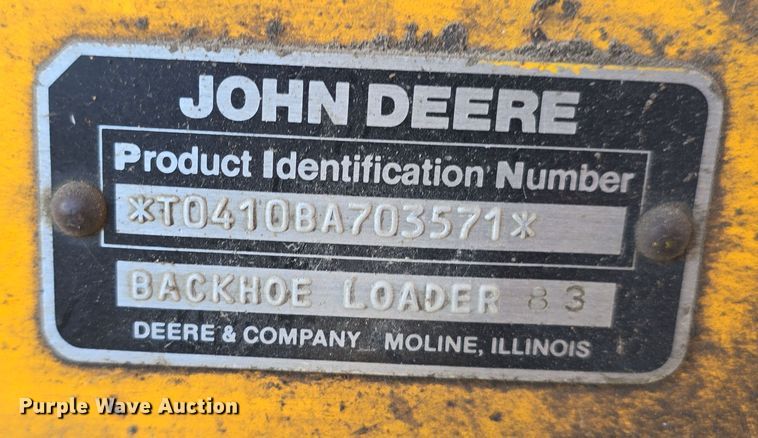 JOHN DEERE
Product Identification Number
*T0410BA703571*
BACKHOE LOADER 83
DEERE & COMPANY MOLINE, ILLINOIS
Purple Wave Auction